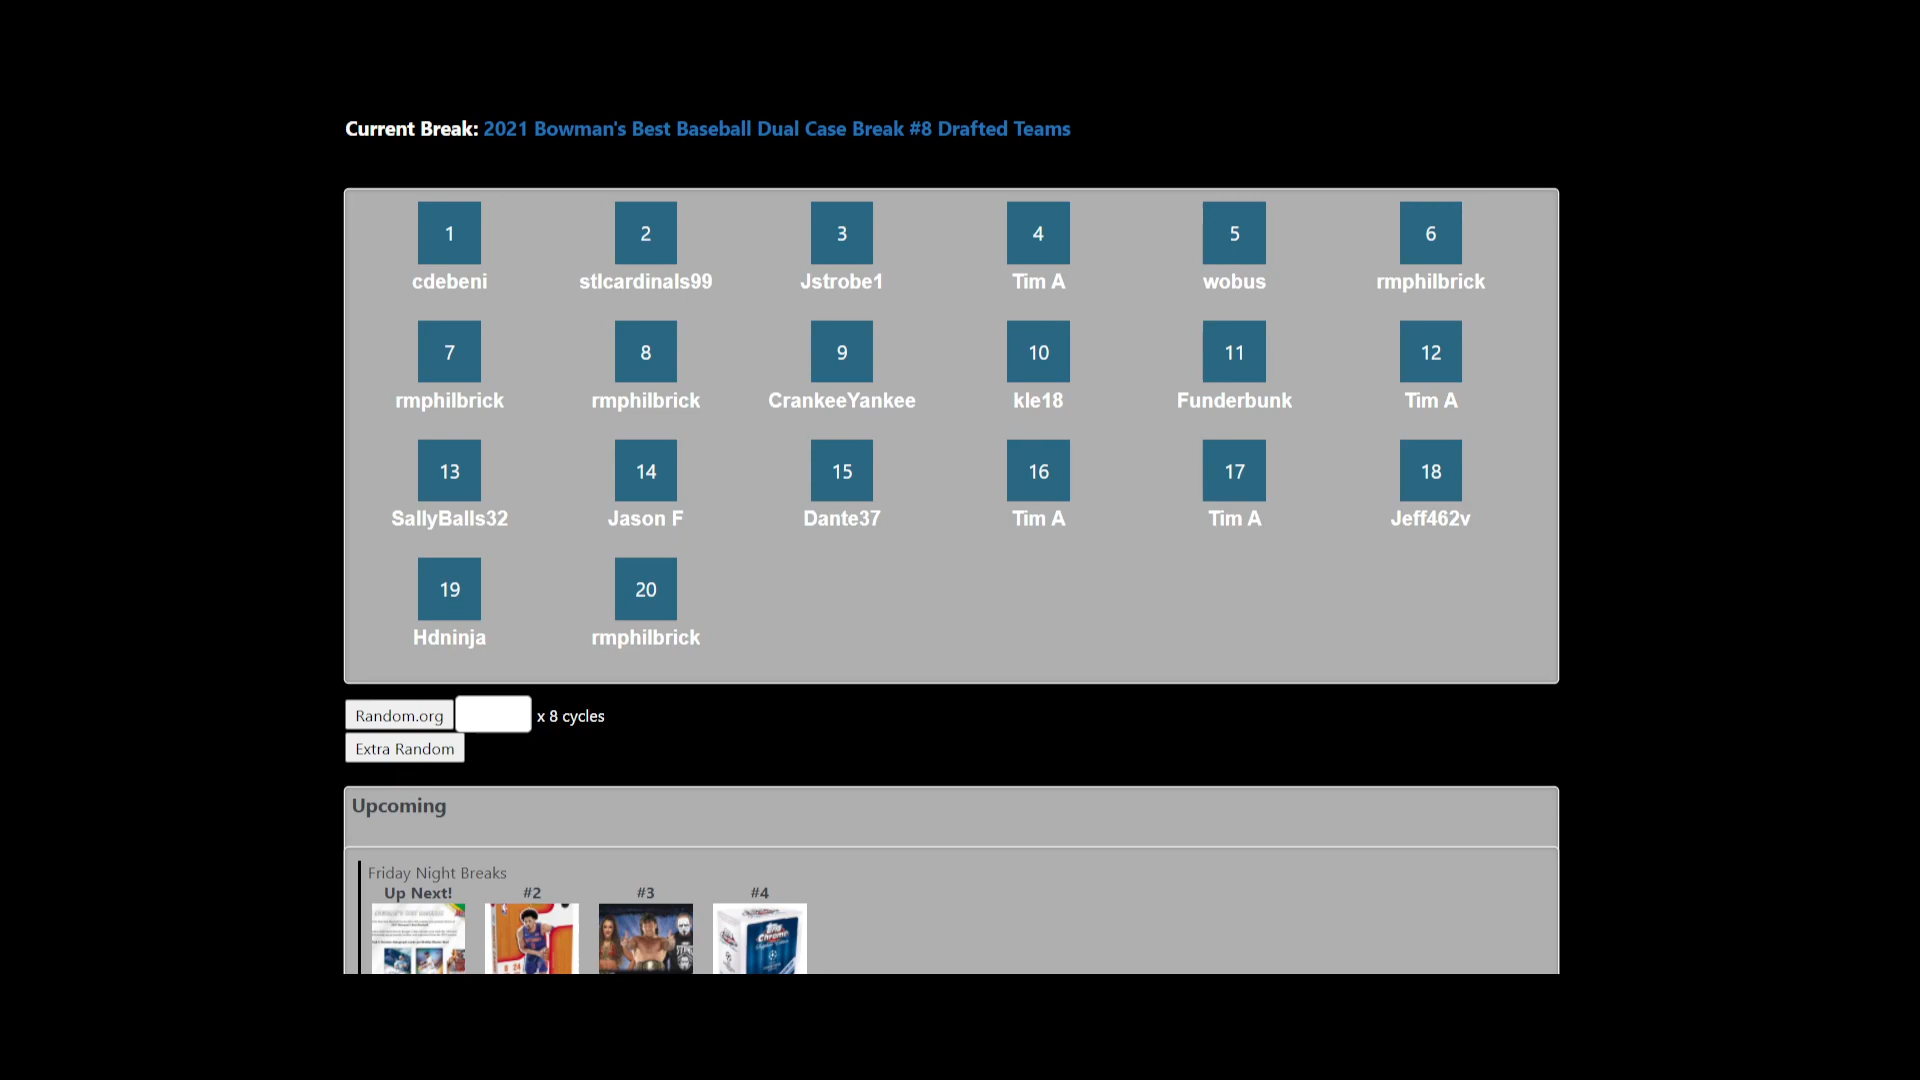 Current Break: 2021 Bowman's Best Baseball Dual Case Break #8 Drafted Teams
1 2 3 4 5 6
cdebeni stlcardinals99 Jstrobe1 Tim A wobus rmphilbrick
7 8 9 10 11 12
rmphilbrick rmphilbrick CrankeeYankee kle18 Funderbunk Tim A
13 14 15 16 17 18
SallyBalls32 Jason F Dante37 Tim A Tim A Jeff462v
19 20
Hdninja rmphilbrick
Random.org x 8 cycles
Extra Random
Upcoming
Friday Night Breaks
Up Next! #2 #3 #4